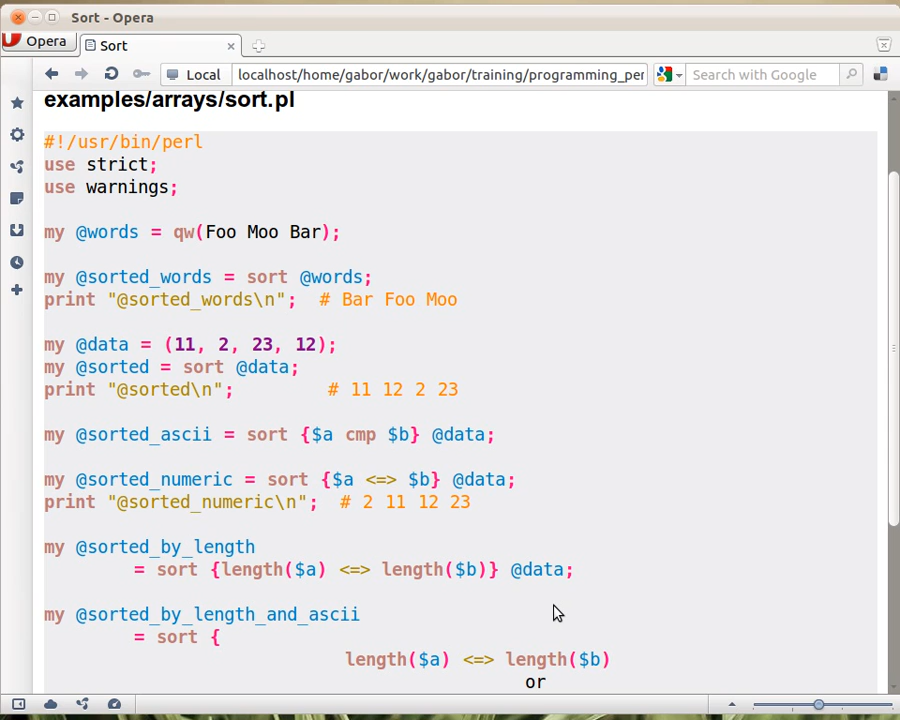 Sort - Opera
Opera
Sort
Local
localhost/home/gabor/work/gabor/training/programming_per
Search with Google
examples/arrays/sort.pl
#!/usr/bin/perl
use strict;
use warnings;
my @words = qw(Foo Moo Bar);
my @sorted_words = sort @words;
print "@sorted_words\n";  # Bar Foo Moo
my @data = (11, 2, 23, 12);
my @sorted = sort @data;
print "@sorted\n";         # 11 12 2 23
my @sorted_ascii = sort {$a cmp $b} @data;
my @sorted_numeric = sort {$a <=> $b} @data;
print "@sorted_numeric\n";  # 2 11 12 23
my @sorted_by_length
= sort {length($a) <=> length($b)} @data;
my @sorted_by_length_and_ascii
= sort {
length($a) <=> length($b)
or